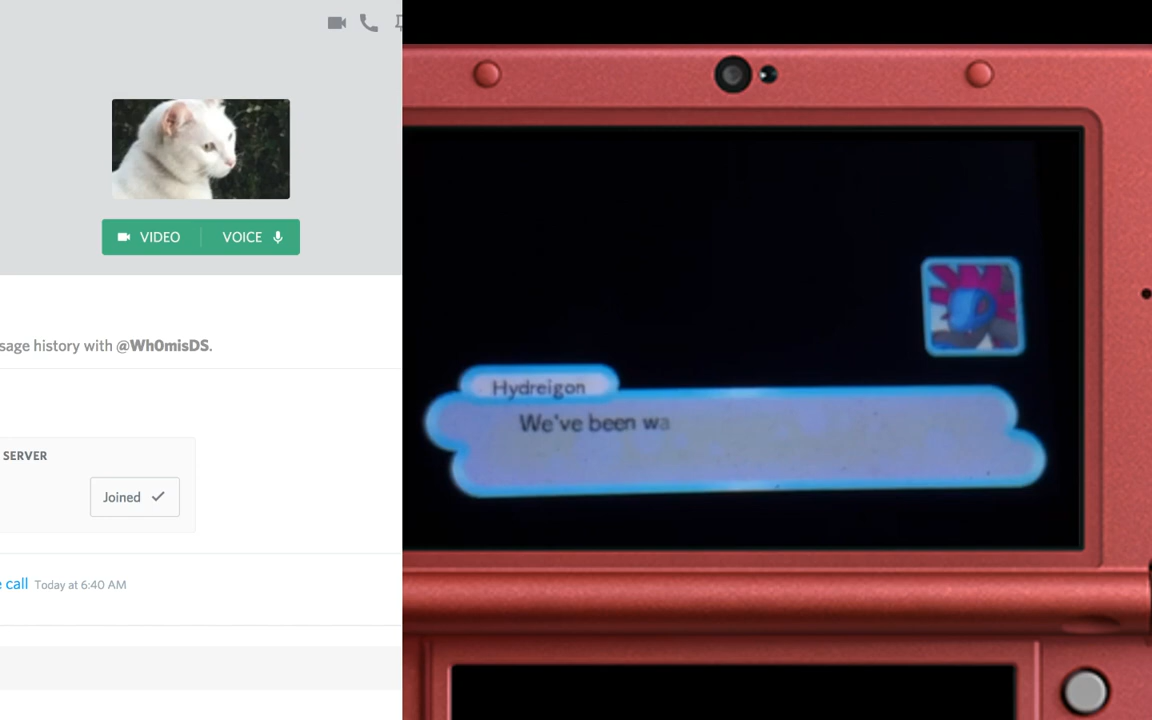 VIDEO
VOICE
sage history with @Wh0misDS.
SERVER
Joined
e call Today at 6:40 AM
Hydreigon
We've been wa